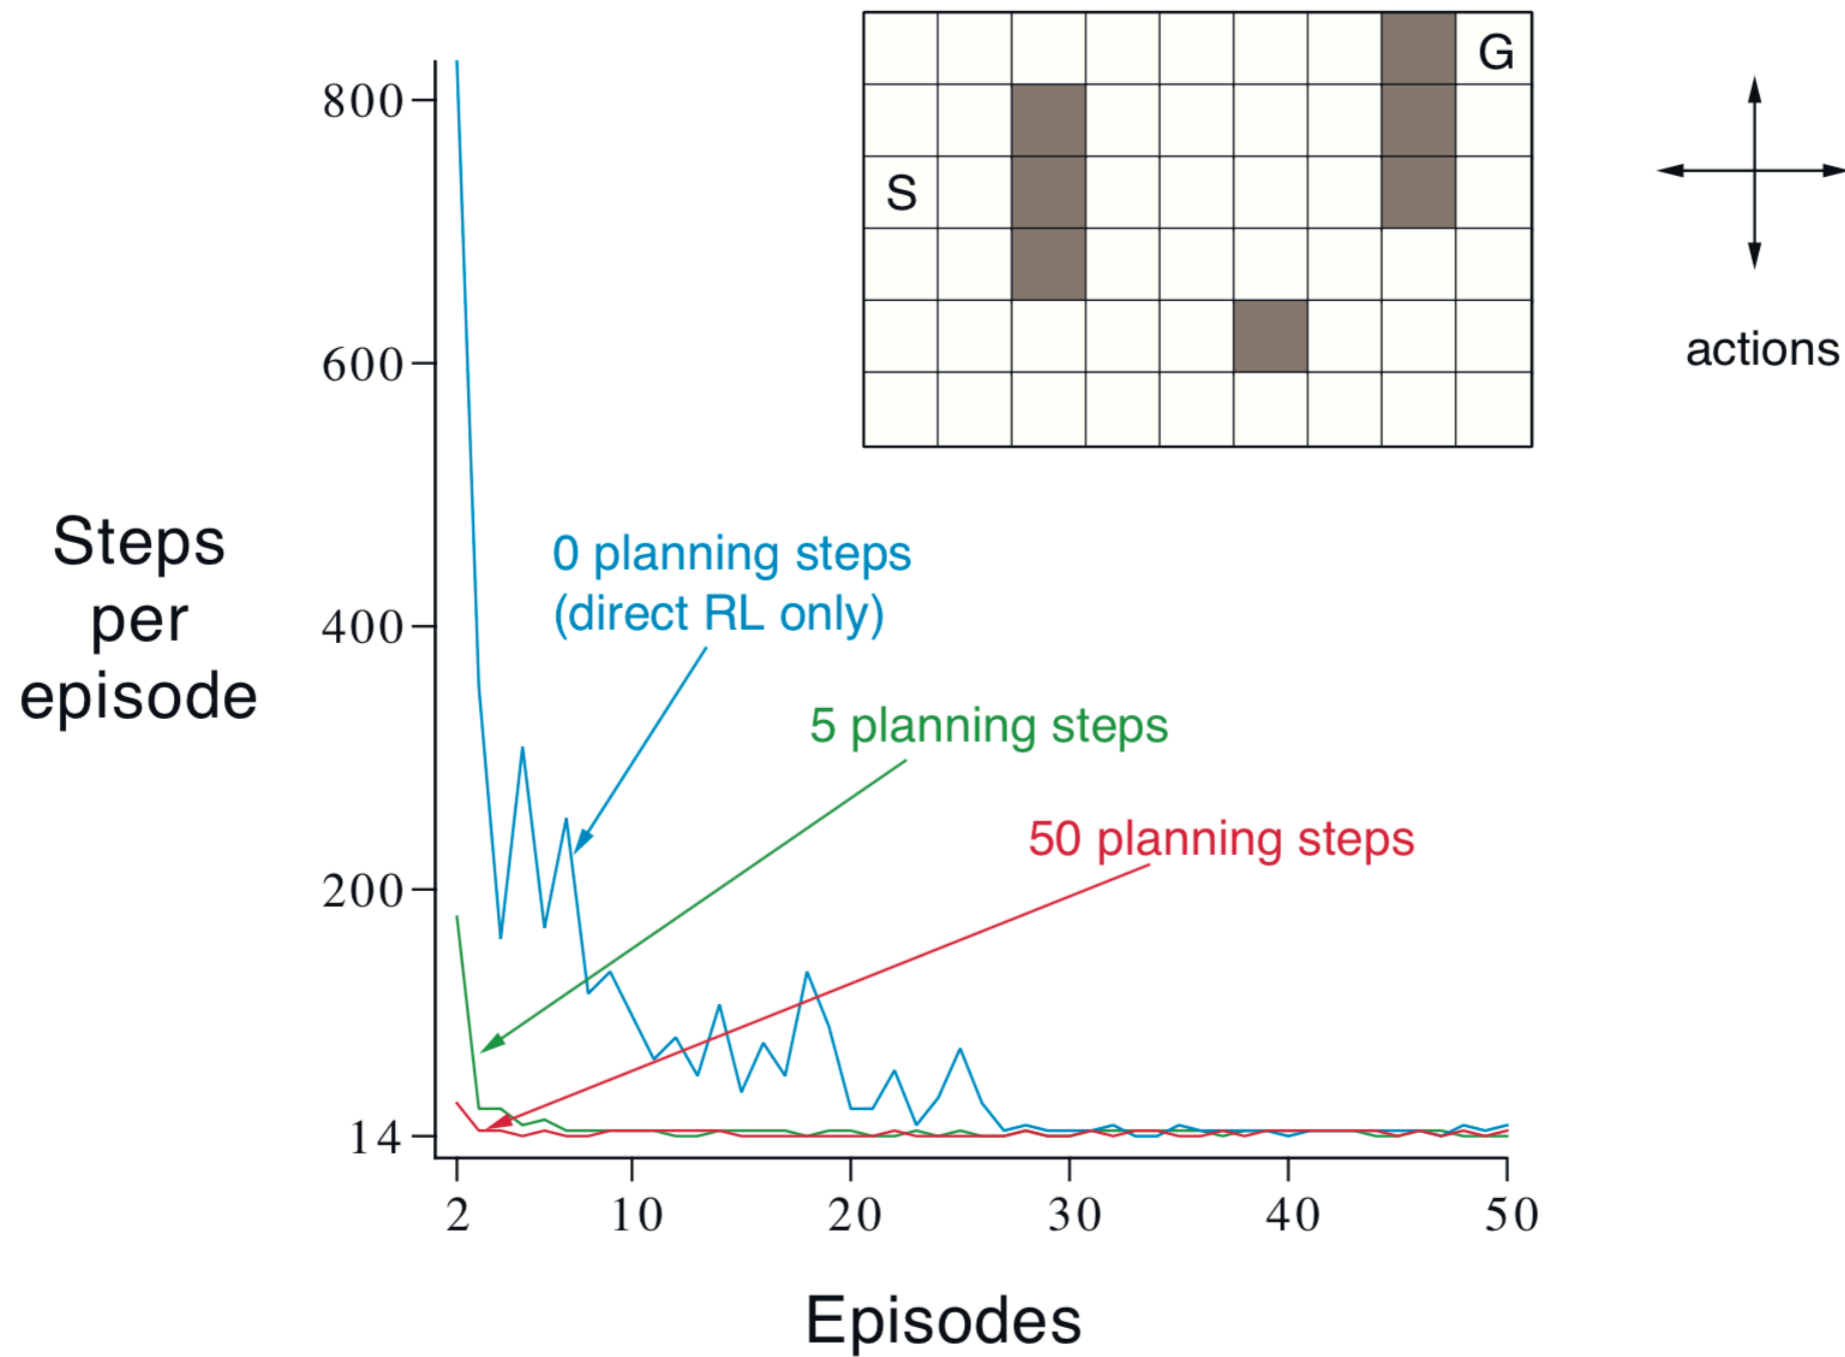 800
600
400
200
14
Steps
per
episode
0 planning steps
(direct RL only)
5 planning steps
50 planning steps
G
S
actions
2 10 20 30 40 50
Episodes